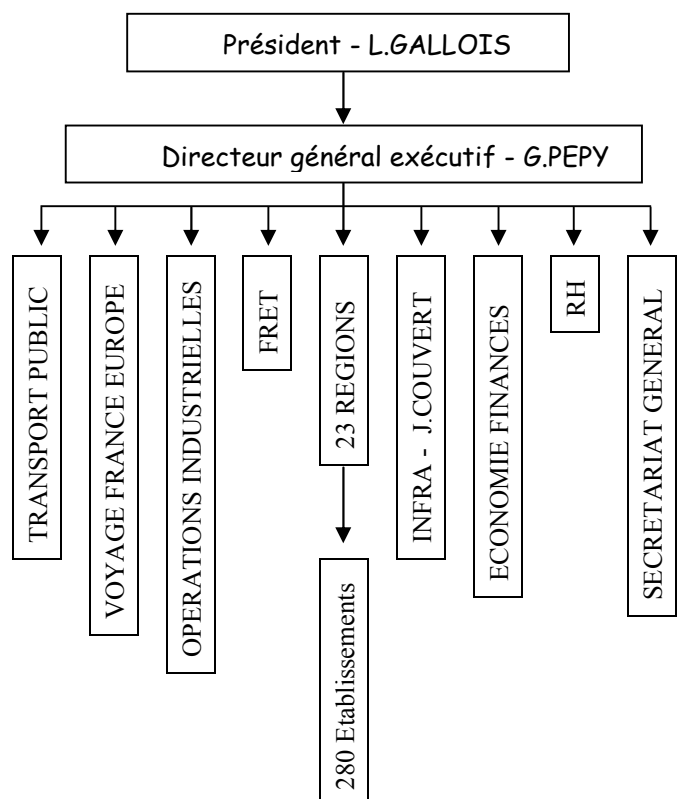 Président - L.GALLOIS
Directeur général exécutif - G.PEPY
TRANSPORT PUBLIC
VOYAGE FRANCE EUROPE
OPERATIONS INDUSTRIELLES
FRET
23 REGIONS
INFRA - J.COUVERT
ECONOMIE FINANCES
RH
SECRETARIAT GENERAL
280 Etablissements